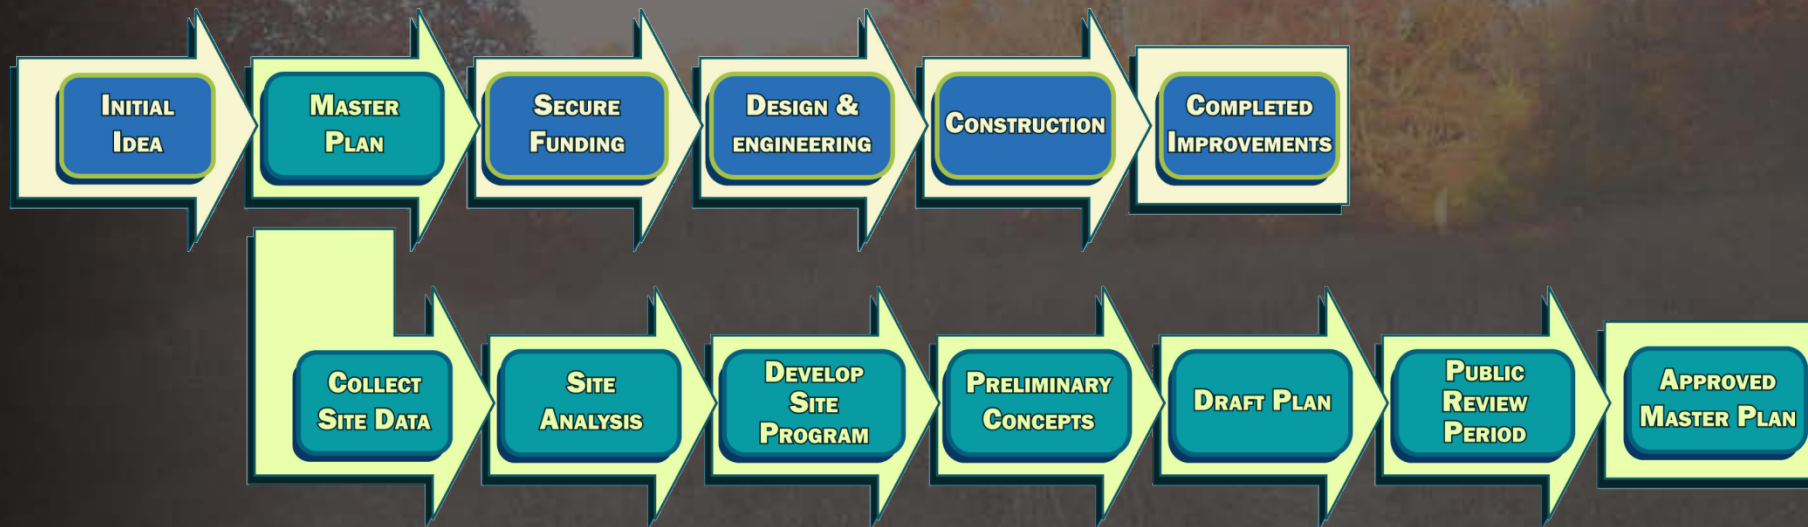 Initial
Idea
Master
Plan
Secure
Funding
Design &
engineering
Construction
Completed
Improvements
Collect
Site Data
Site
Analysis
Develop
Site
Program
Preliminary
Concepts
Draft Plan
Public
Review
Period
Approved
Master Plan